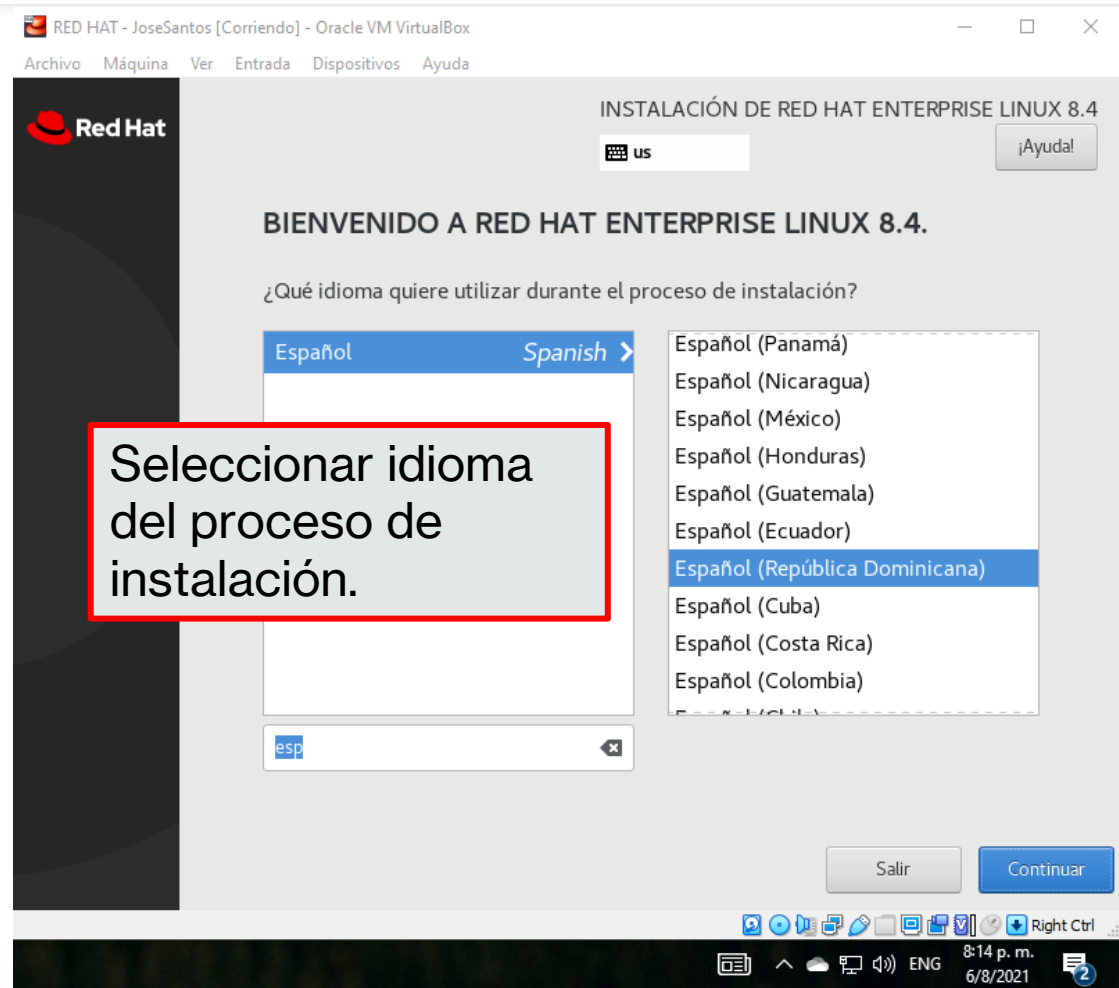 RED HAT - JoseSantos [Corriendo] - Oracle VM VirtualBox
Archivo Máquina Ver Entrada Dispositivos Ayuda
Red Hat
INSTALACIÓN DE RED HAT ENTERPRISE LINUX 8.4
us
¡Ayuda!
BIENVENIDO A RED HAT ENTERPRISE LINUX 8.4.
¿Qué idioma quiere utilizar durante el proceso de instalación?
Español Spanish
Español (Panamá)
Español (Nicaragua)
Español (México)
Español (Honduras)
Español (Guatemala)
Español (Ecuador)
Español (República Dominicana)
Español (Cuba)
Español (Costa Rica)
Español (Colombia)
Seleccionar idioma
del proceso de
instalación.
esp
Salir
Continuar
Right Ctrl
ENG
8:14 p. m.
6/8/2021
2